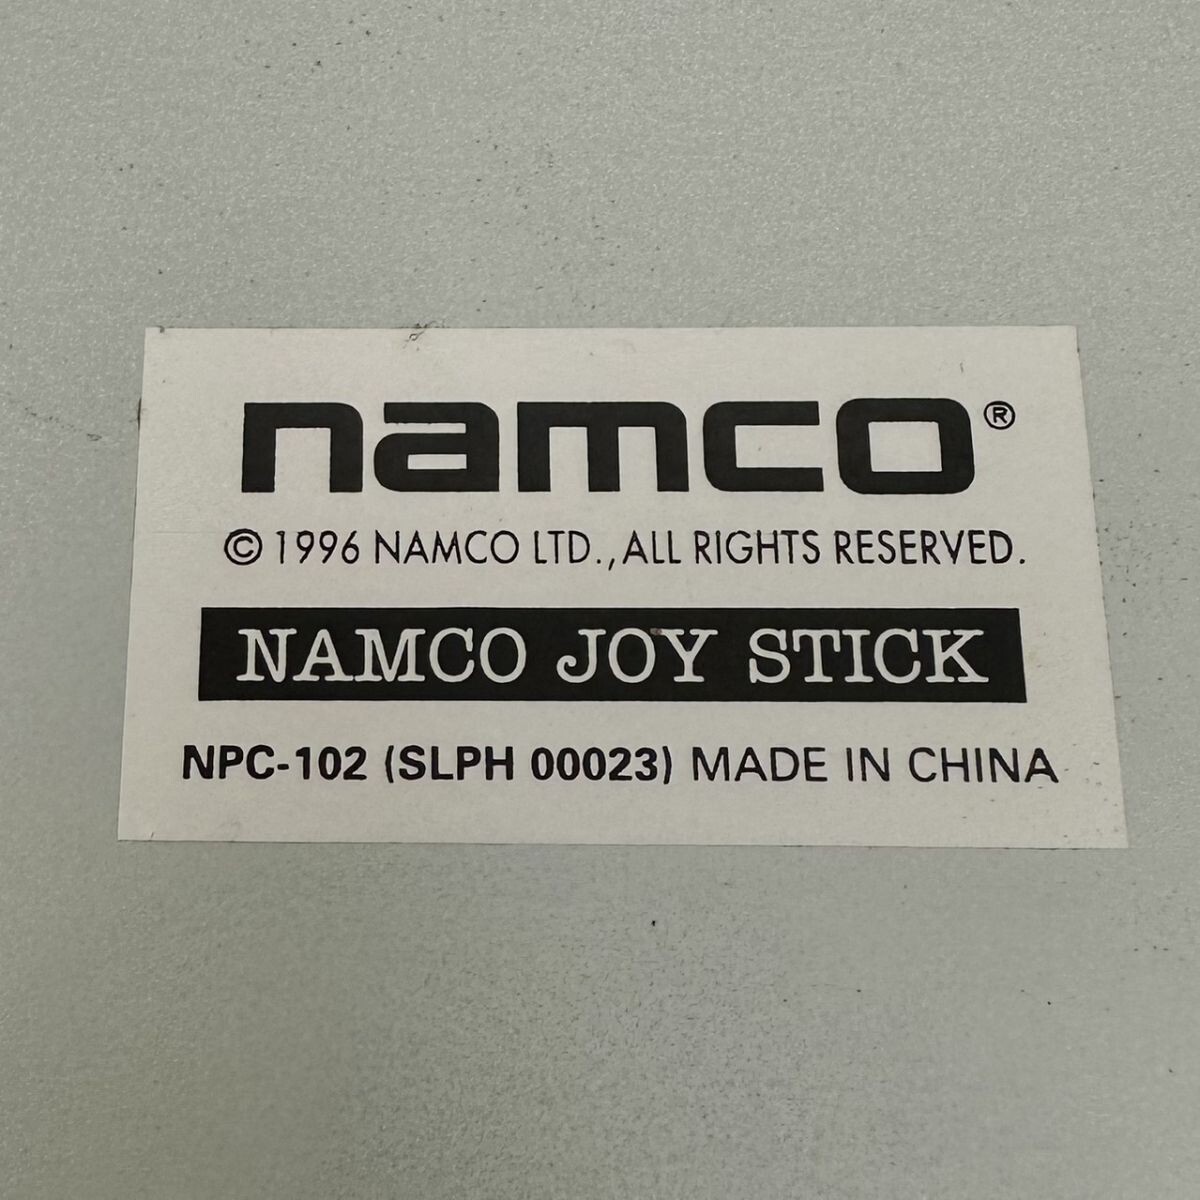 namco®
© 1996 NAMCO LTD., ALL RIGHTS RESERVED.
NAMCO JOY STICK
NPC-102 (SLPH 00023) MADE IN CHINA